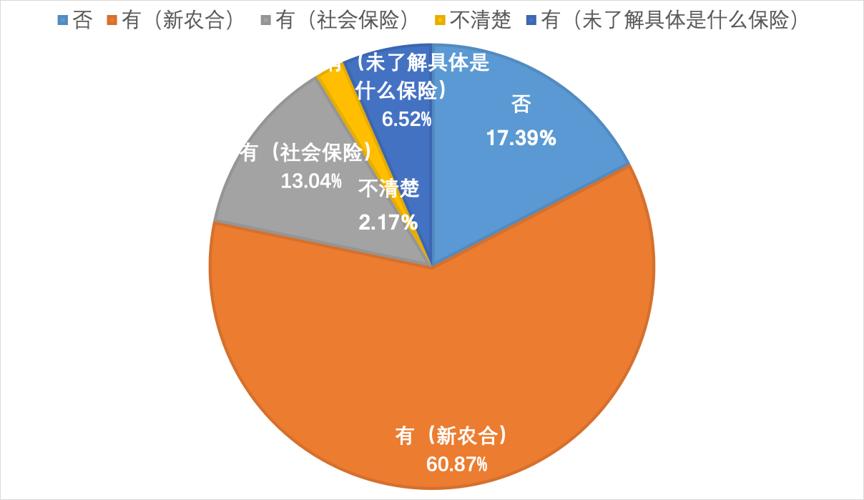 否 有（新农合） 有（社会保险） 不清楚 有（未了解具体是什么保险）
有（未了解具体是
什么保险）
6.52%
否
17.39%
有（社会保险）
13.04%
不清楚
2.17%
有（新农合）
60.87%